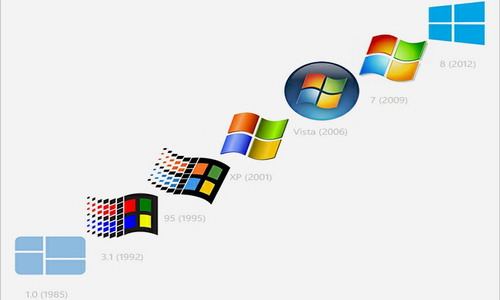 8 (2012)
7 (2009)
Vista (2006)
XP (2001)
95 (1995)
3.1 (1992)
1.0 (1985)